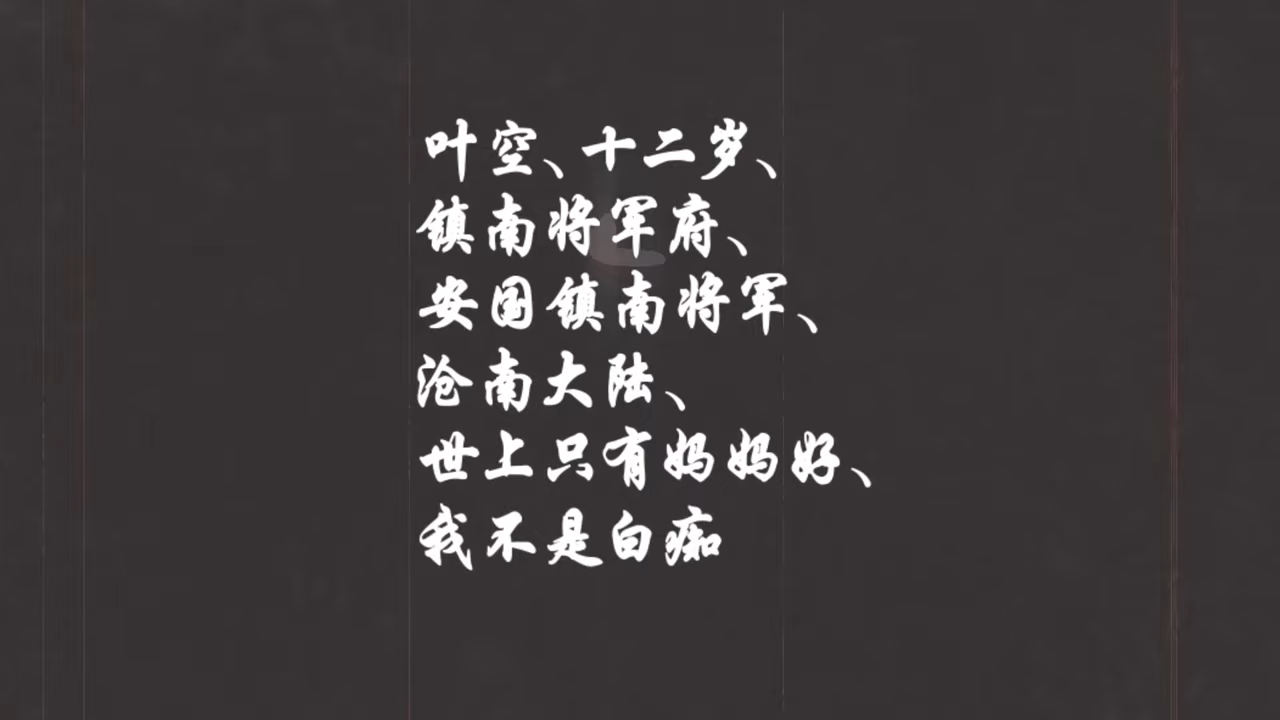 叶空、十二岁、
镇南将军府、
安国镇南将军、
沧南大陆、
世上只有妈妈好、
我不是白痴